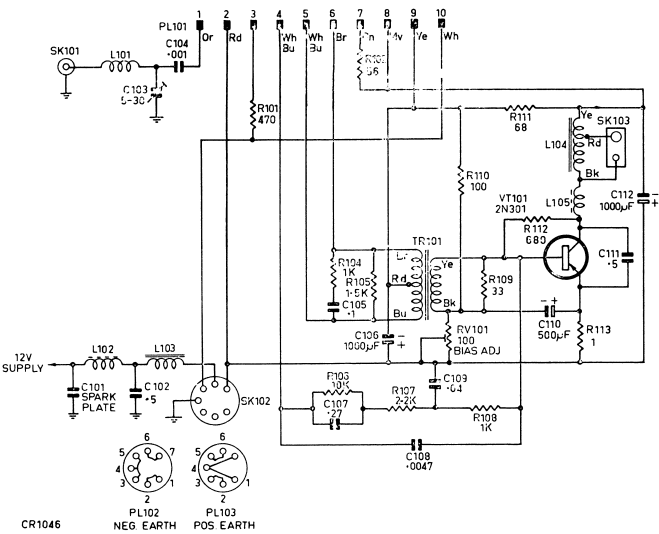 1 2 3 4 5 6 7 8 9 10
PL101
Or Rd Wh Bu Wh Bu Br Ye Wh
SK101
L101
C104
.001
C103
5-30
R101
470
56
R111
68
Ye
SK103
L104
Rd
Bk
R110
100
L105
C112
1000µF
VT101
2N301
R112
680
TR101
Ye
R104
1K
R105
1.5K
Rd
R109
33
C111
.5
C105
.1
Bu
Bk
C106
1000µF
RV101
100
BIAS ADJ
C110
500µF
R113
1
L102
L103
12V
SUPPLY
C101
SPARK
PLATE
C102
.5
SK102
R106
10K
C107
.27
R107
2.2K
C109
.04
R108
1K
C108
.0047
6
5 7
4
3 1
2
PL102
NEG. EARTH
6
5
4
3 1
2
PL103
POS. EARTH
CR1046